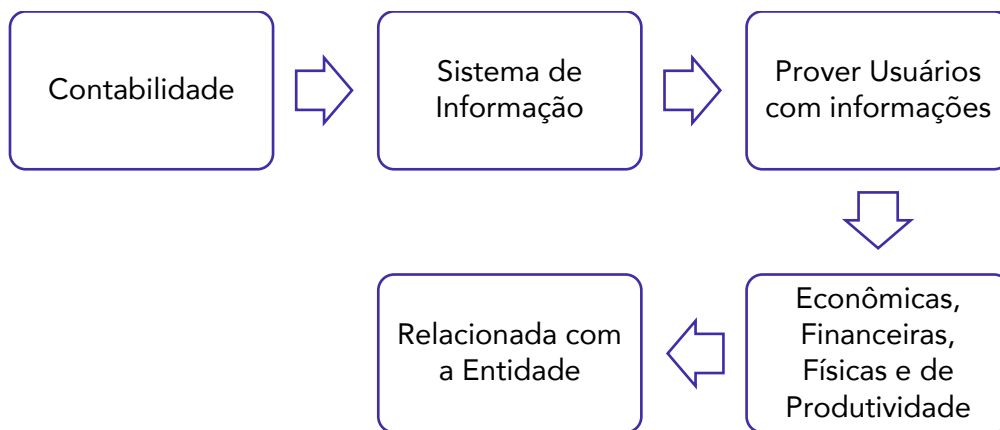 Contabilidade
Sistema de
Informação
Prover Usuários
com informações
Econômicas,
Financeiras,
Físicas e de
Produtividade
Relacionada com
a Entidade